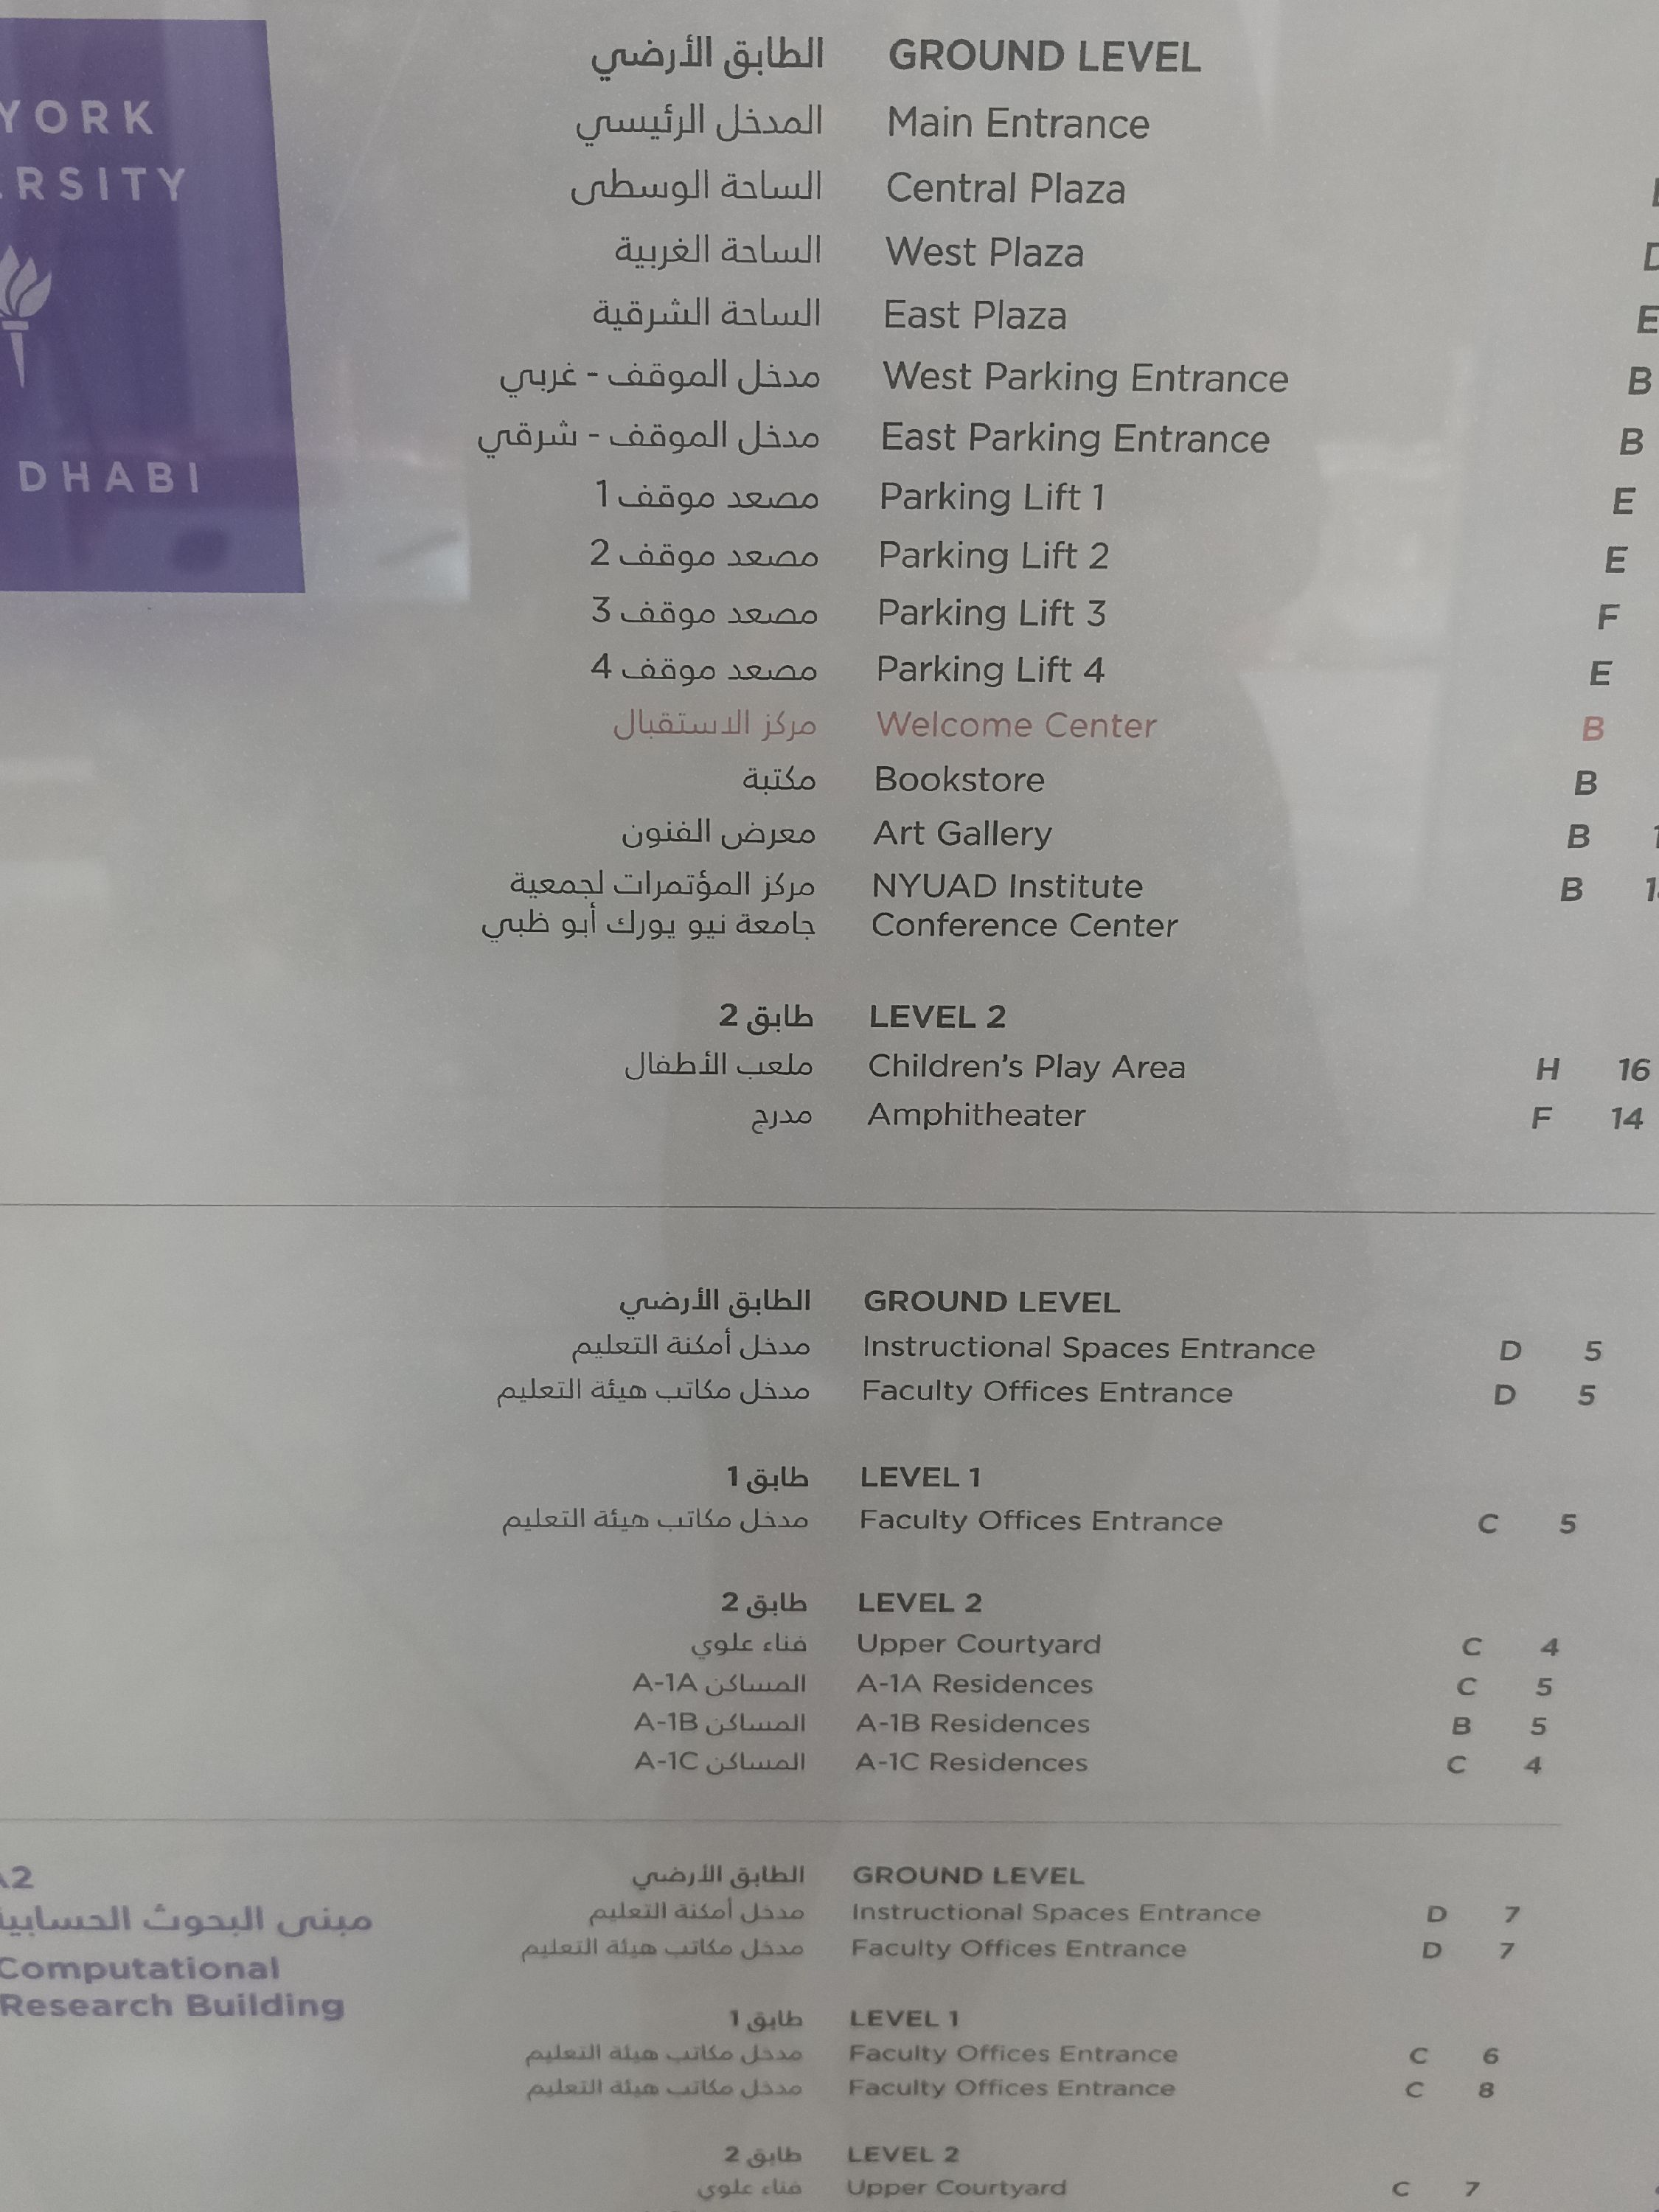 YORK
RSITY
DHABI
الطابق الأرضي GROUND LEVEL
المدخل الرئيسي Main Entrance
الساحة الوسطى Central Plaza
الساحة الغربية West Plaza
الساحة الشرقية East Plaza E
مدخل الموقف - غربي West Parking Entrance B
مدخل الموقف - شرقي East Parking Entrance B
مصعد موقف 1 Parking Lift 1 E
مصعد موقف 2 Parking Lift 2 E
مصعد موقف 3 Parking Lift 3 F
مصعد موقف 4 Parking Lift 4 E
مركز الاستقبال Welcome Center B
مكتبة Bookstore B
معرض الفنون Art Gallery B
مركز المؤتمرات لجمعية NYUAD Institute B
جامعة نيو يورك أبو ظبي Conference Center
طابق 2 LEVEL 2
ملعب الأطفال Children's Play Area H 16
مدرج Amphitheater F 14
الطابق الأرضي GROUND LEVEL
مدخل أمكنة التعليم Instructional Spaces Entrance D 5
مدخل مكاتب هيئة التعليم Faculty Offices Entrance D 5
طابق 1 LEVEL 1
مدخل مكاتب هيئة التعليم Faculty Offices Entrance C 5
طابق 2 LEVEL 2
فناء علوي Upper Courtyard C 4
المساكن A-1A A-1A Residences C 5
المساكن A-1B A-1B Residences B 5
المساكن A-1C A-1C Residences C 4
A2
مبنى البحوث الحسابية
Computational
Research Building
الطابق الأرضي GROUND LEVEL
مدخل أمكنة التعليم Instructional Spaces Entrance D 7
مدخل مكاتب هيئة التعليم Faculty Offices Entrance D 7
طابق 1 LEVEL 1
مدخل مكاتب هيئة التعليم Faculty Offices Entrance C 6
مدخل مكاتب هيئة التعليم Faculty Offices Entrance C 8
طابق 2 LEVEL 2
فناء علوي Upper Courtyard C 7